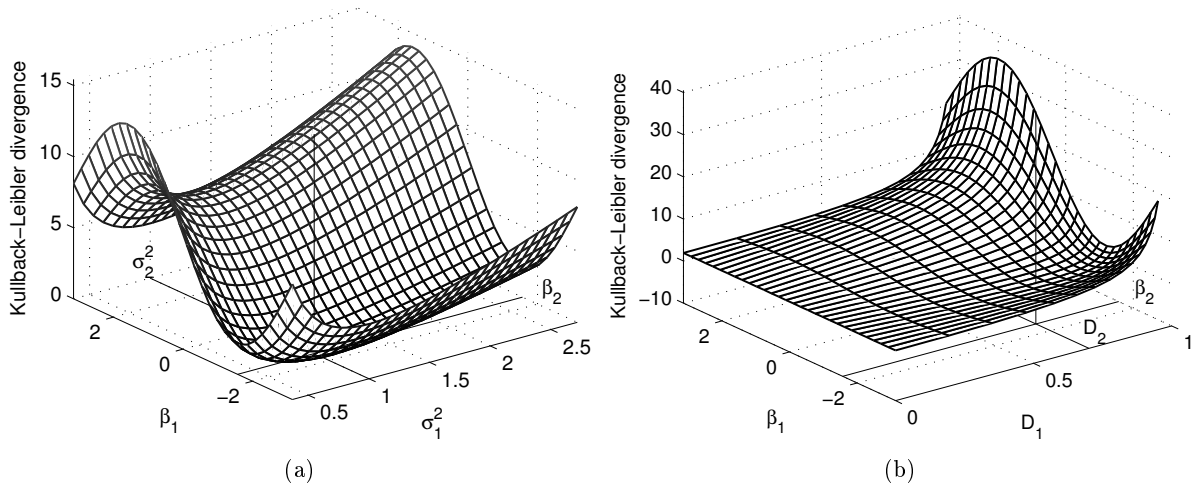 Kullback−Leibler divergence
15
10
5
0
σ₂²
2
0
−2
β₁
0.5
1
1.5
2
2.5
σ₁²
β₂
(a)
Kullback−Leibler divergence
40
30
20
10
0
−10
2
0
−2
β₁
0
0.5
1
D₁
D₂
β₂
(b)